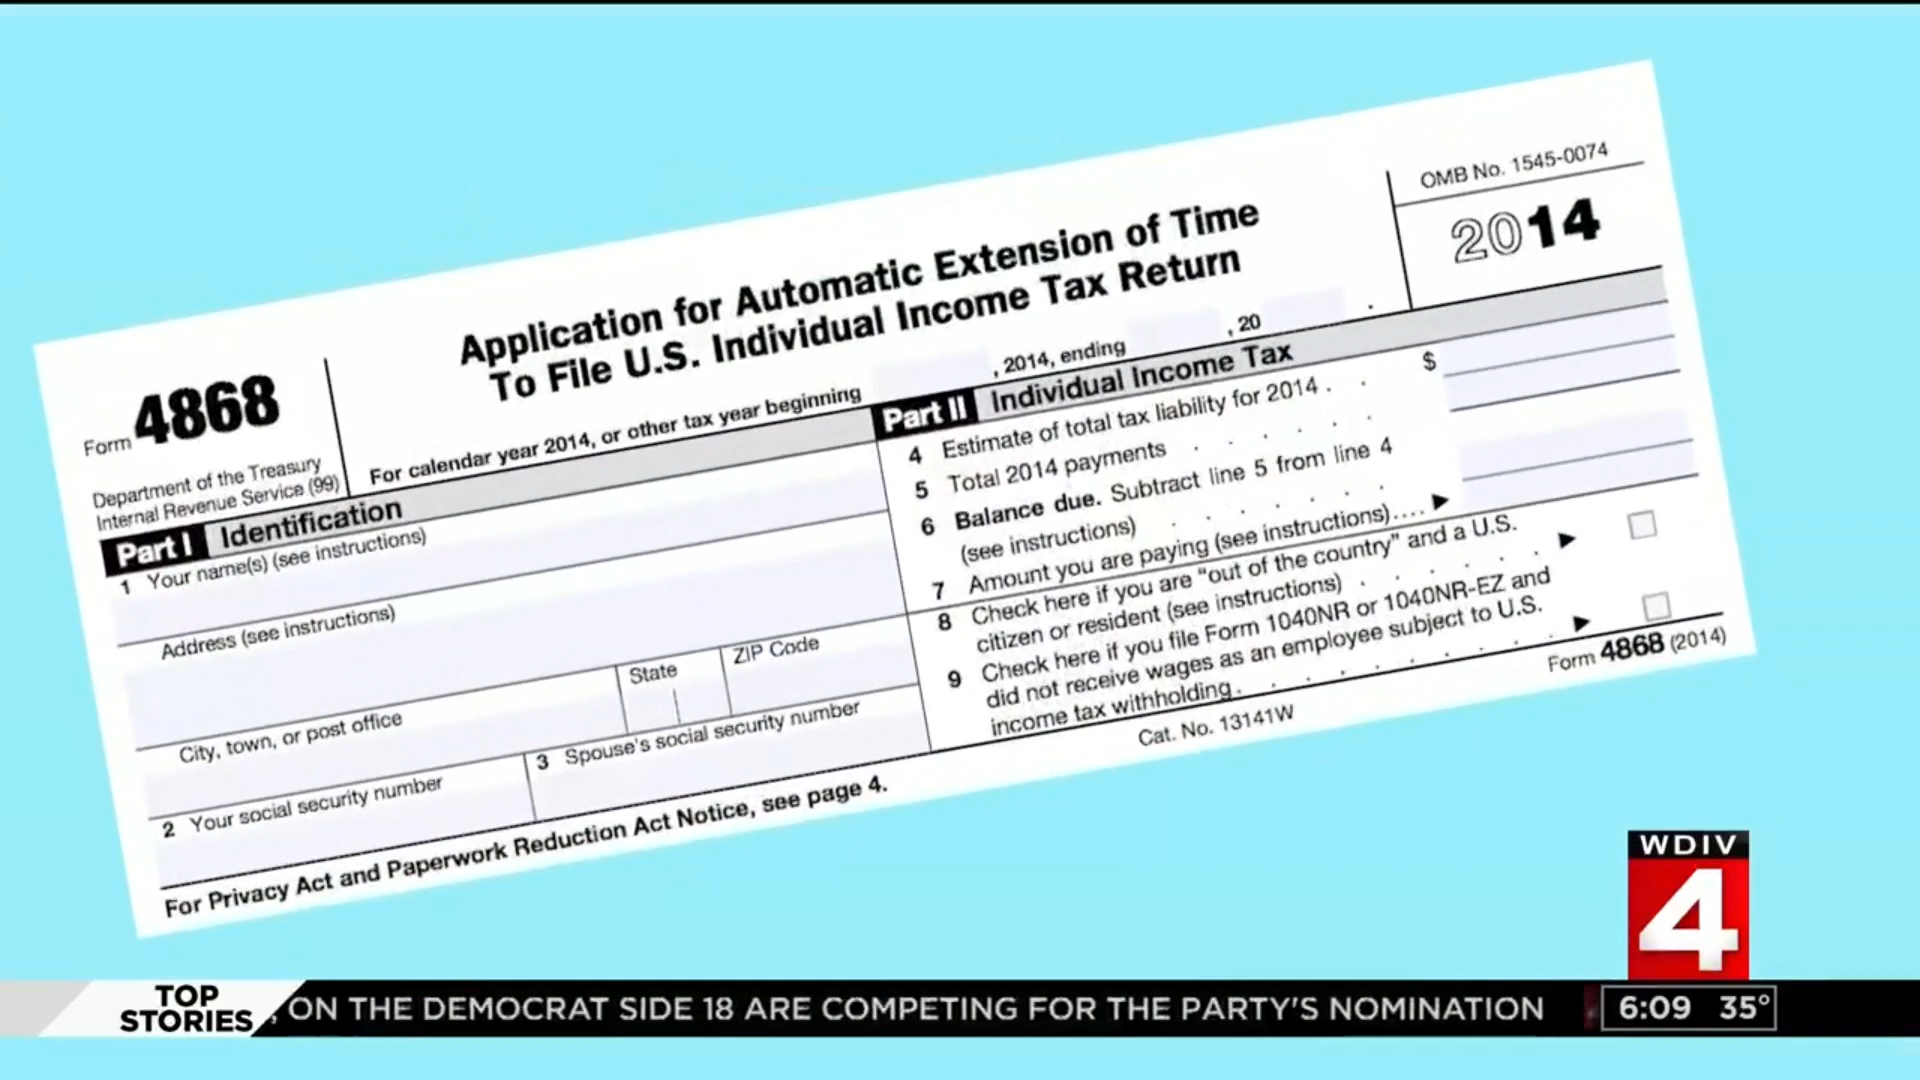 OMB No. 1545-0074
2014
Form 4868
Department of the Treasury
Internal Revenue Service (99)
Application for Automatic Extension of Time
To File U.S. Individual Income Tax Return
For calendar year 2014, or other tax year beginning , 2014, ending , 20 .
Part I Identification
1 Your name(s) (see instructions)
Address (see instructions)
City, town, or post office
State
ZIP Code
2 Your social security number
3 Spouse's social security number
Part II Individual Income Tax
4 Estimate of total tax liability for 2014 . . $
5 Total 2014 payments . . . . . .
6 Balance due. Subtract line 5 from line 4
(see instructions) . . . . . .
7 Amount you are paying (see instructions).... ▶
8 Check here if you are "out of the country" and a U.S.
citizen or resident (see instructions) . . . . . . ▶
9 Check here if you file Form 1040NR or 1040NR-EZ and
did not receive wages as an employee subject to U.S.
income tax withholding. . . . . . . . . ▶
For Privacy Act and Paperwork Reduction Act Notice, see page 4.
Cat. No. 13141W
Form 4868 (2014)
WDIV
4
TOP
STORIES
, ON THE DEMOCRAT SIDE 18 ARE COMPETING FOR THE PARTY'S NOMINATION
6:09 35°